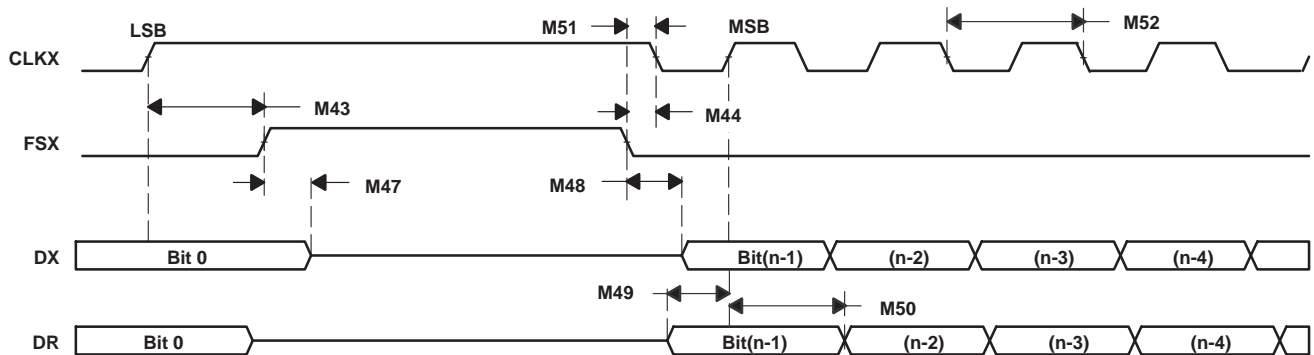 LSB M51 MSB M52
CLKX
M43 M44
FSX
M47 M48
DX Bit 0 Bit(n-1) (n-2) (n-3) (n-4)
M49 M50
DR Bit 0 Bit(n-1) (n-2) (n-3) (n-4)